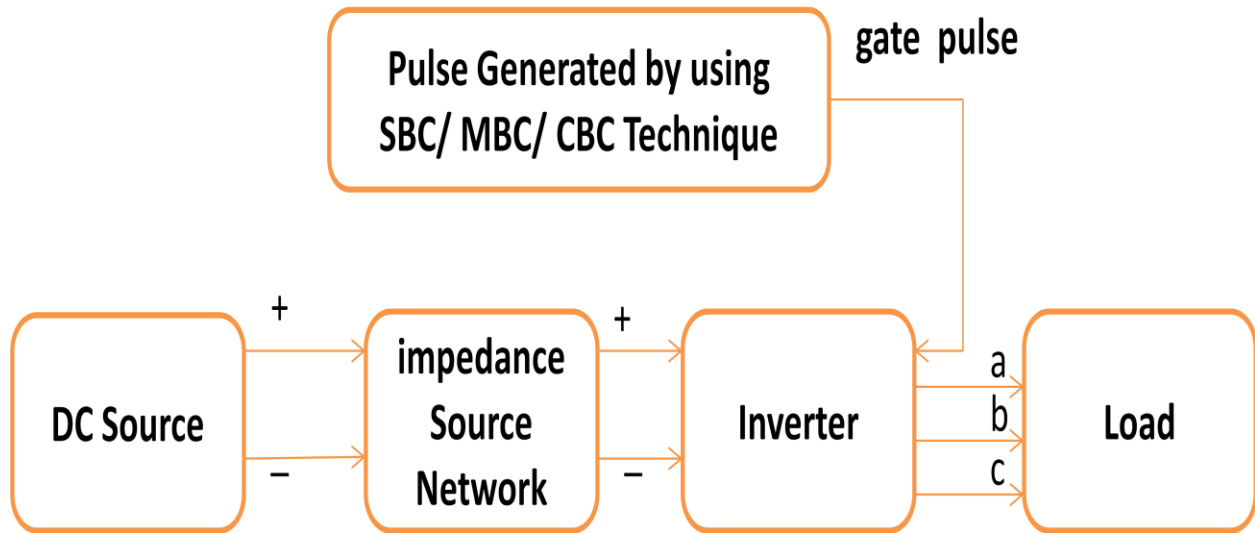 Pulse Generated by using
SBC/ MBC/ CBC Technique
gate pulse
DC Source
+
–
impedance
Source
Network
+
–
Inverter
a
b
c
Load